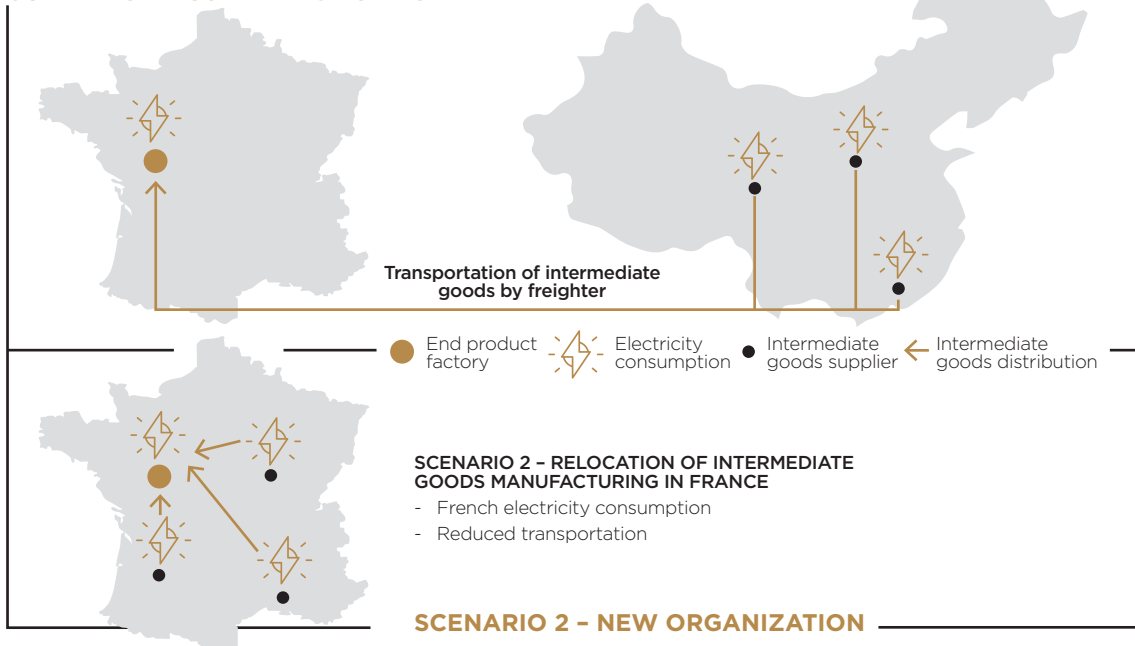 Transportation of intermediate
goods by freighter
End product
factory
Electricity
consumption
Intermediate
goods supplier
Intermediate
goods distribution
SCENARIO 2 – RELOCATION OF INTERMEDIATE
GOODS MANUFACTURING IN FRANCE
- French electricity consumption
- Reduced transportation
SCENARIO 2 – NEW ORGANIZATION